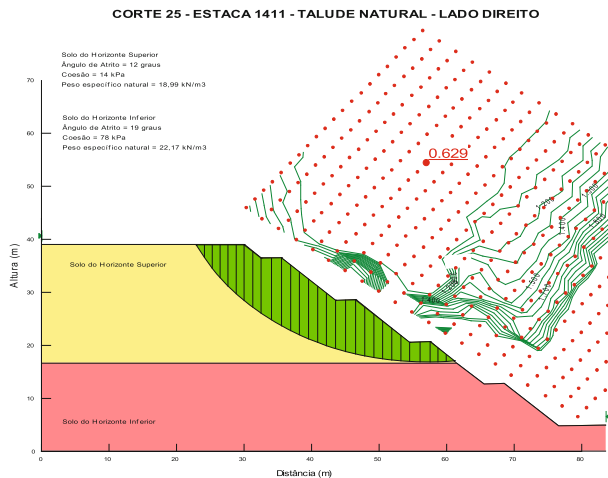 CORTE 25 - ESTACA 1411 - TALUDE NATURAL - LADO DIREITO
Solo do Horizonte Superior
Ângulo de Atrito = 12 graus
Coesão = 14 kPa
Peso específico natural = 18,99 kN/m3
Solo do Horizonte Inferior
Ângulo de Atrito = 19 graus
Coesão = 78 kPa
Peso específico natural = 22,17 kN/m3
0.629
70
60
50
40
30
20
10
0
Altura (m)
Solo do Horizonte Superior
Solo do Horizonte Inferior
0 10 20 30 40 50 60 70 80
Distância (m)